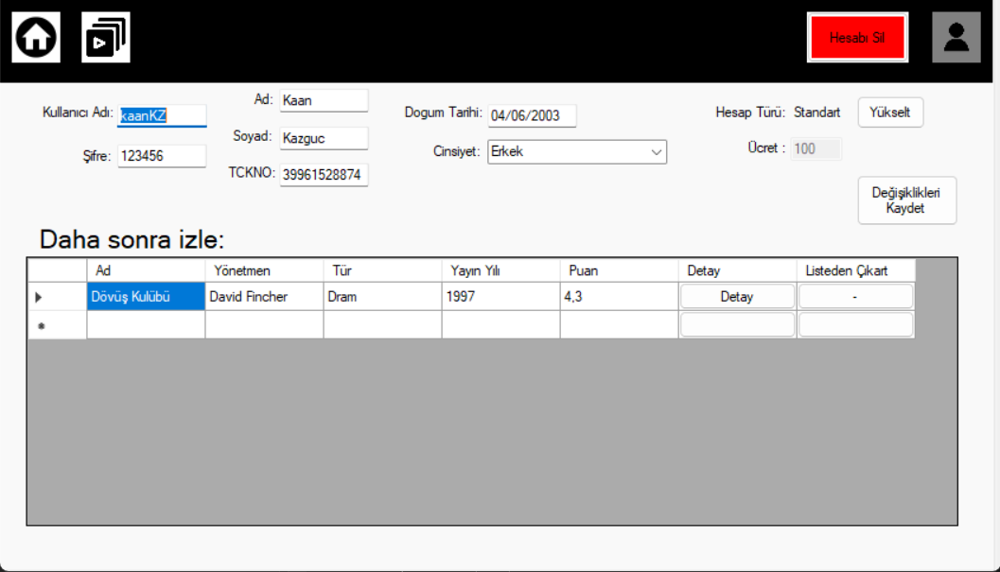 Hesabı Sil
Kullanıcı Adı: kaanKZ
Şifre: 123456
Ad: Kaan
Soyad: Kazguc
TCKNO: 39961528874
Dogum Tarihi: 04/06/2003
Cinsiyet: Erkek
Hesap Türü: Standart
Yükselt
Ücret : 100
Değişiklikleri
Kaydet
Daha sonra izle:
Ad Yönetmen Tür Yayın Yılı Puan Detay Listeden Çıkart
Dövüş Kulübü David Fincher Dram 1997 4,3 Detay -